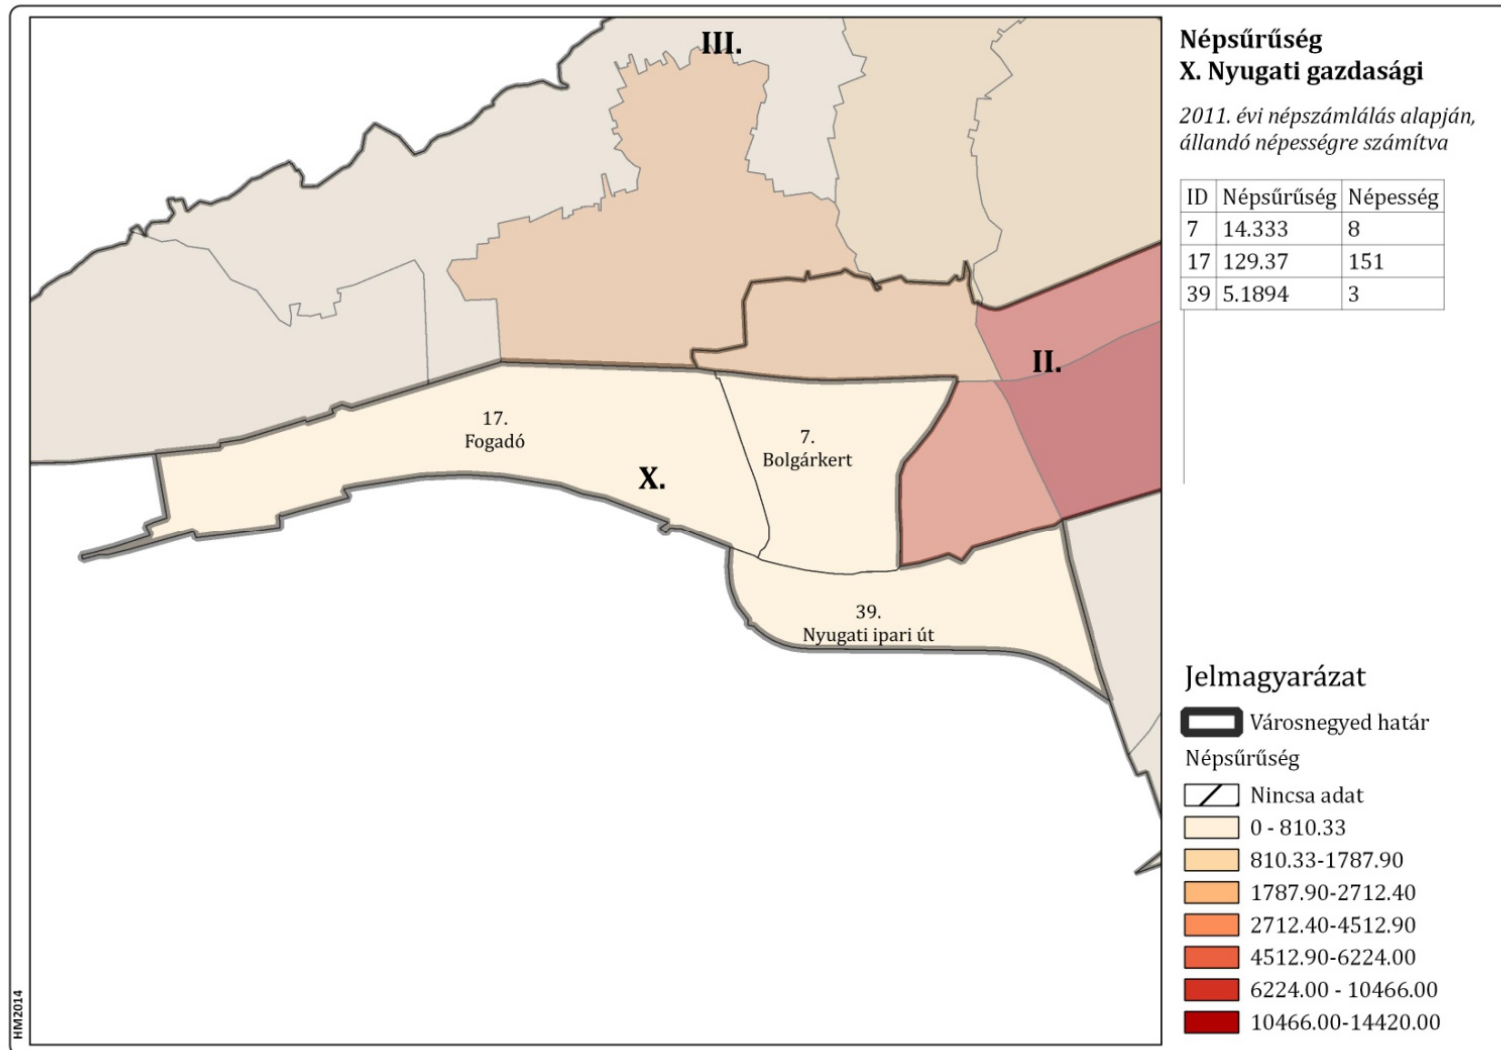 Népsűrűség
X. Nyugati gazdasági
2011. évi népszámlálás alapján,
állandó népességre számítva
ID Népsűrűség Népesség
7 14.333 8
17 129.37 151
39 5.1894 3
III.
II.
17.
Fogadó
7.
Bolgárkert
X.
39.
Nyugati ipari út
Jelmagyarázat
Városnegyed határ
Népsűrűség
Nincsa adat
0 - 810.33
810.33-1787.90
1787.90-2712.40
2712.40-4512.90
4512.90-6224.00
6224.00 - 10466.00
10466.00-14420.00
HM2014